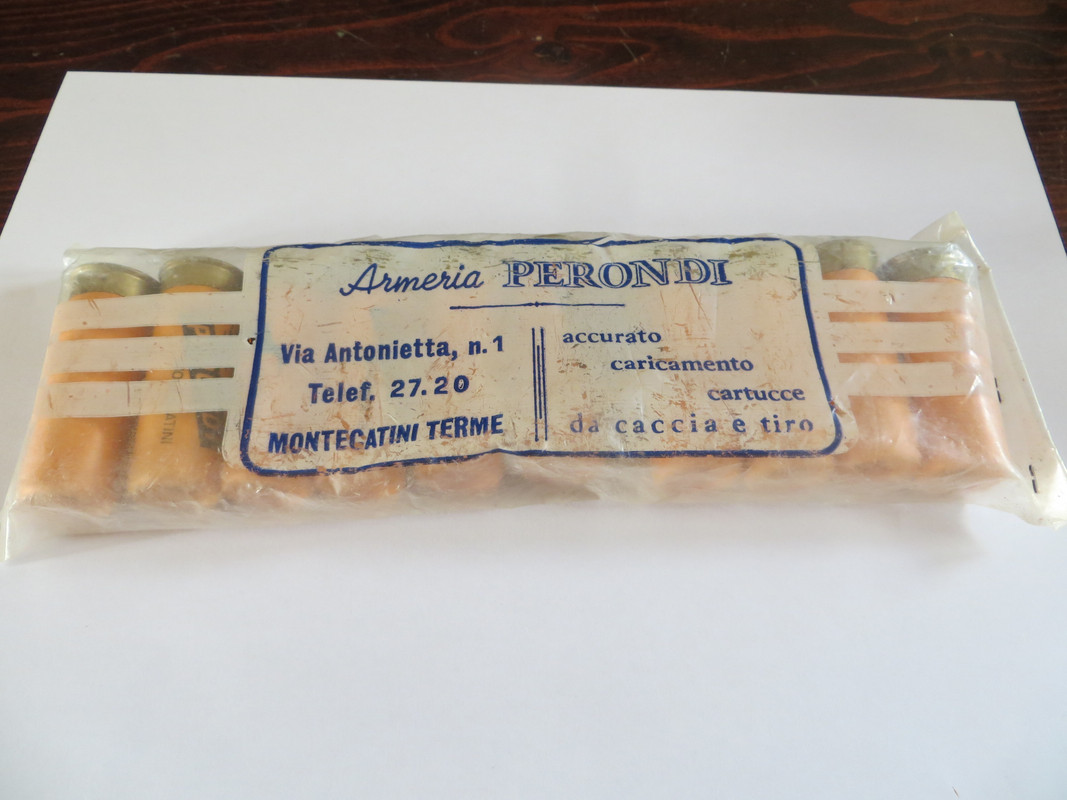 Armeria PERONDI
Via Antonietta, n. 1
Telef. 27.20
MONTECATINI TERME
accurato
caricamento
cartucce
da caccia e tiro